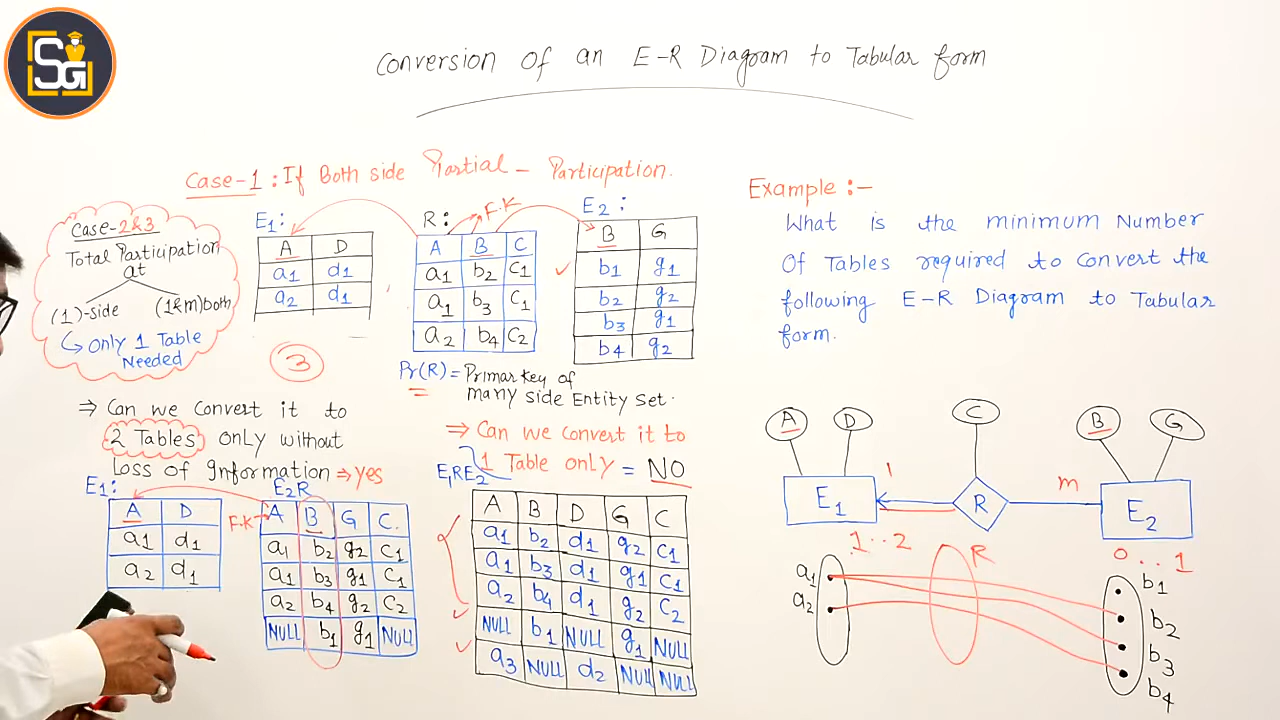 SG
Conversion Of an E-R Diagram to Tabular form
Case-1: If Both side Partial - Participation.
Case-2&3
Total Participation
at
(1)-side (1&m)both
↳ Only 1 Table
Needed
E1:
A D
a1 d1
a2 d1
3
R: F.K
A B C
a1 b2 C1
a1 b3 C1
a2 b4 C2
Pr(R) = Primarkey of
many side Entity Set.
E2:
B G
b1 g1
b2 g2
b3 g1
b4 g2
⇒ Can we Convert it to
2 Tables only without
Loss of Information ⇒ yes
E1:
A D
a1 d1
a2 d1
E2R
F.K
A B G C.
a1 b2 g2 C1
a1 b3 g1 C1
a2 b4 g2 C2
NULL b1 g1 NULL
⇒ Can we Convert it to
1 Table only = NO
E1RE2
A B D G C
a1 b2 d1 g2 C1
a1 b3 d1 g1 C1
a2 b4 d1 g2 C2
NULL b1 NULL g1 NULL
a3 NULL d2 NULL NULL
Example :-
What is the minimum Number
Of Tables required to Convert the
following E-R Diagram to Tabular
form.
A D C B G
E1 1 R m E2
1..2 0...1
R
a1
a2
b1
b2
b3
b4